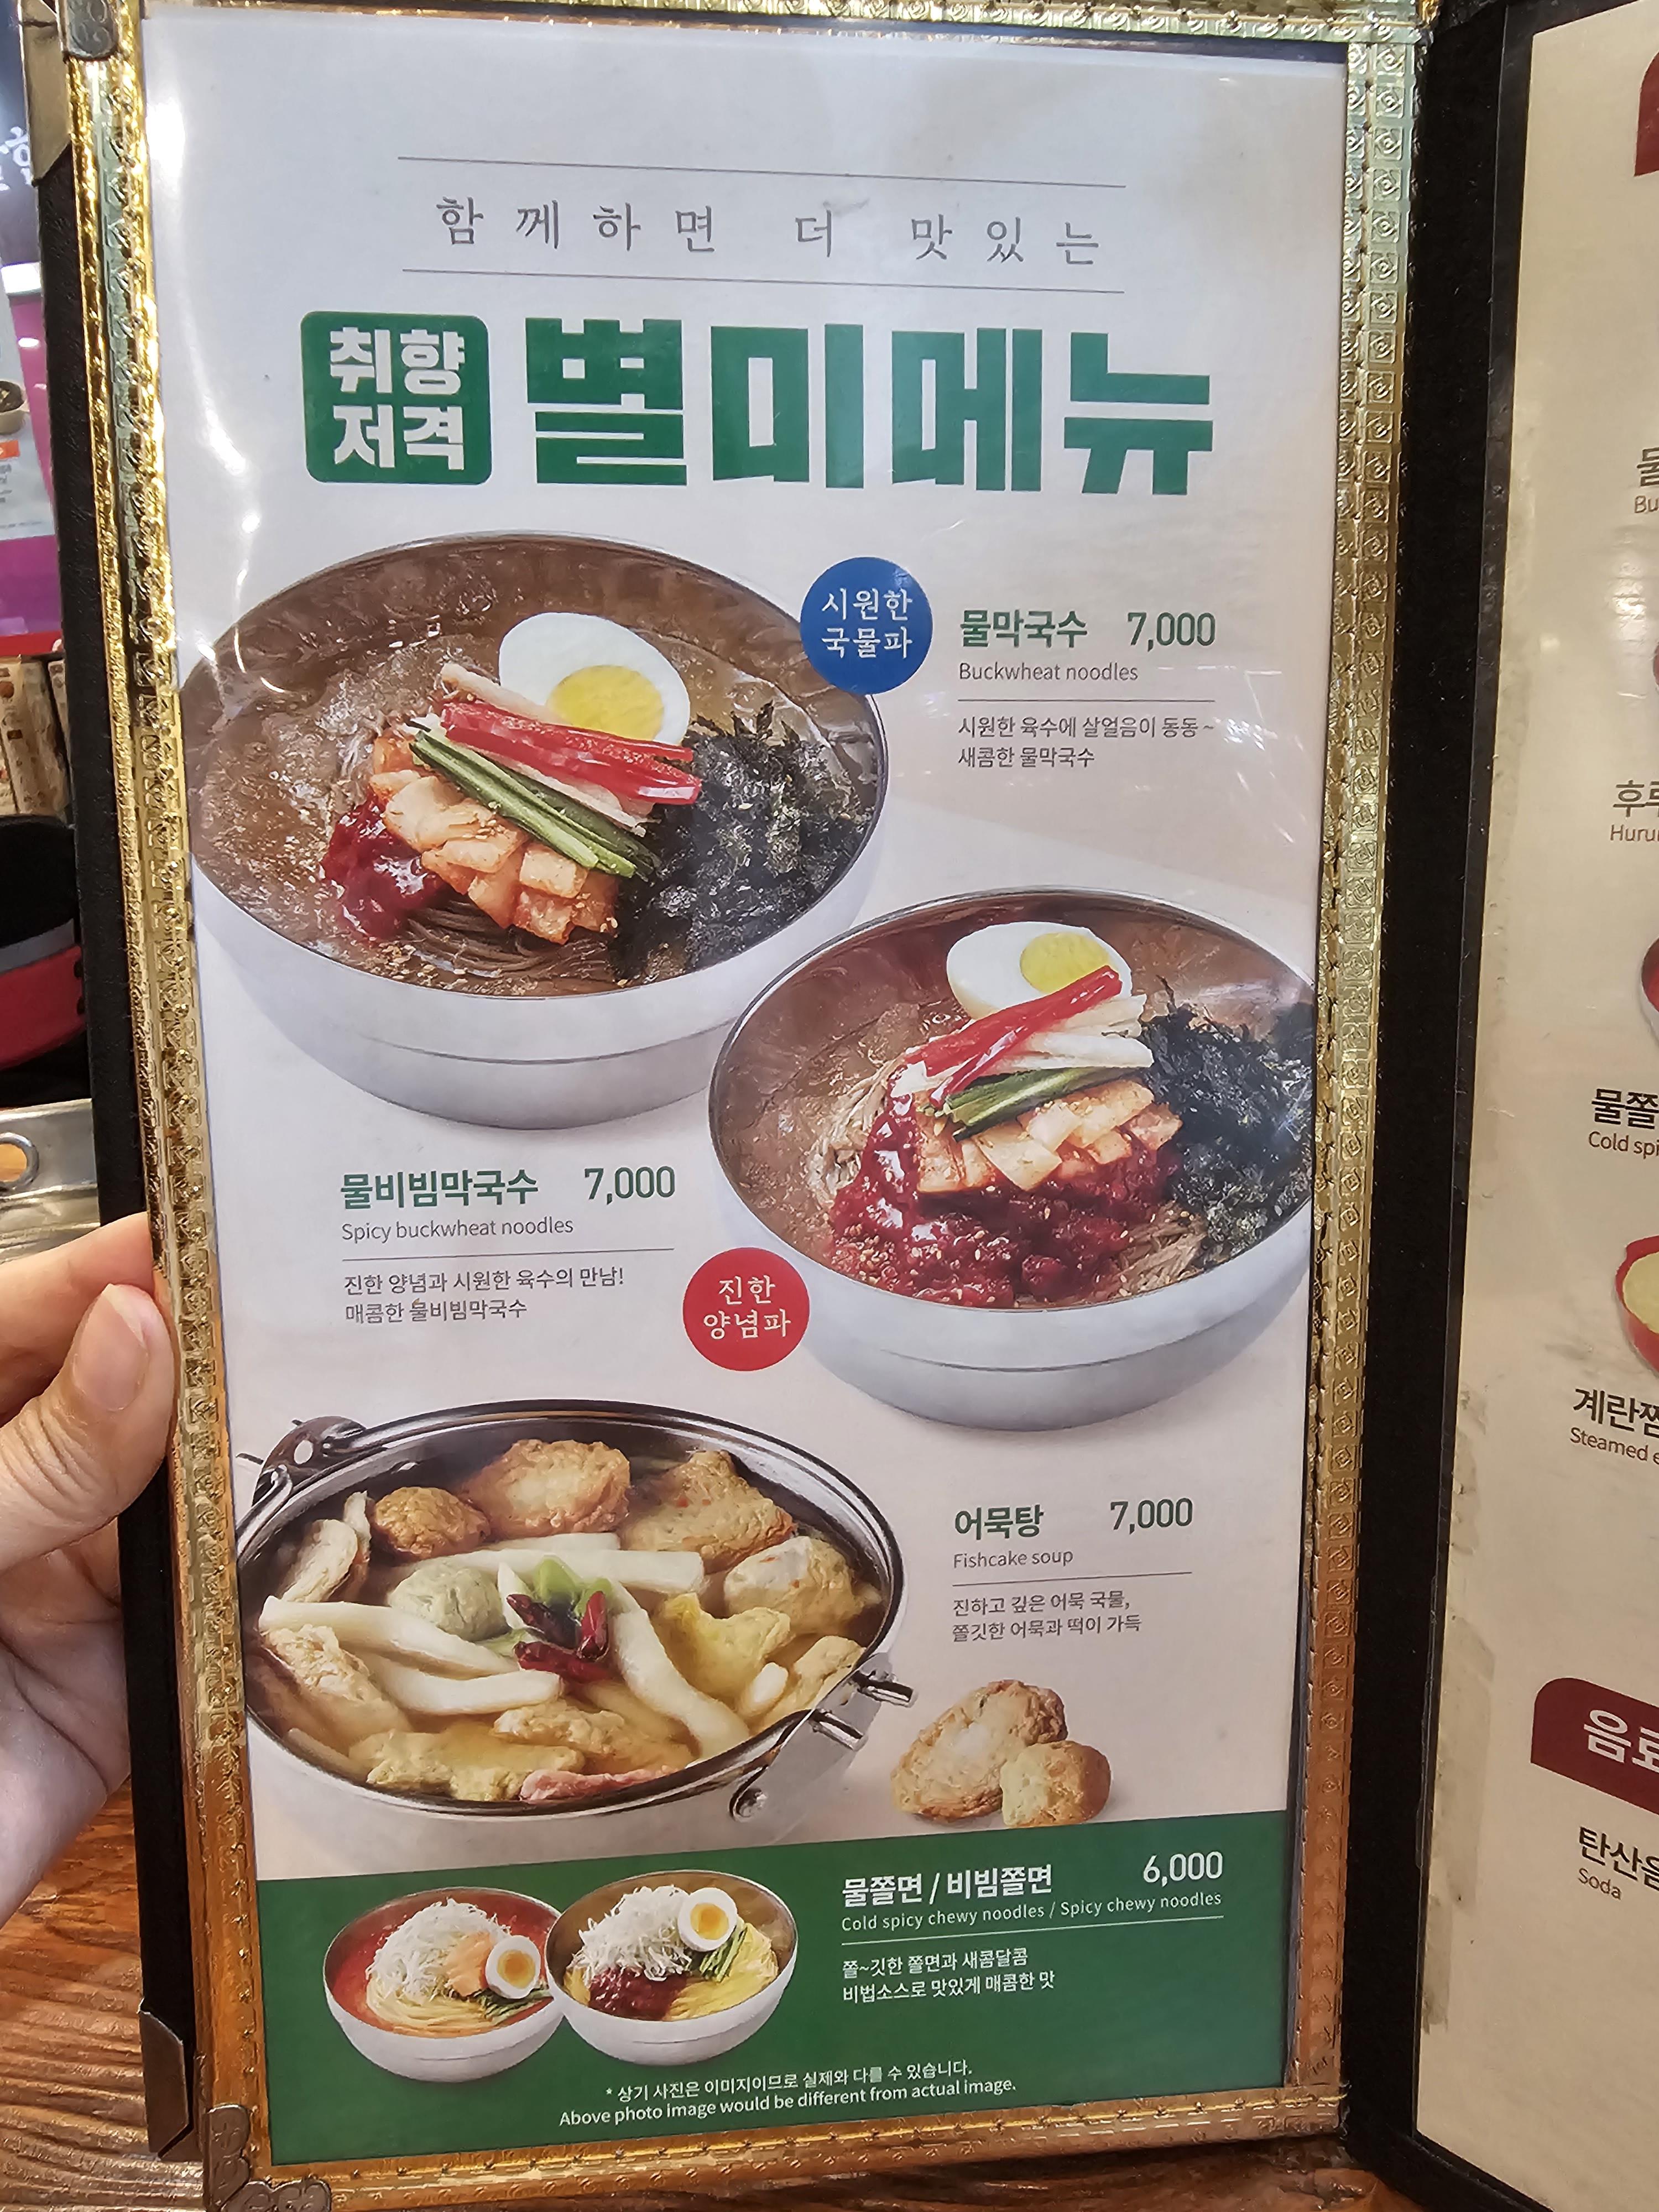 함께하면 더 맛있는
취향
저격
별미메뉴
시원한
국물파
물막국수 7,000
Buckwheat noodles
시원한 육수에 살얼음이 동동~
새콤한 물막국수
물비빔막국수 7,000
Spicy buckwheat noodles
진한 양념과 시원한 육수의 만남!
매콤한 물비빔막국수
진한
양념파
어묵탕 7,000
Fishcake soup
진하고 깊은 어묵 국물,
쫄깃한 어묵과 떡이 가득
물쫄면 / 비빔쫄면 6,000
Cold spicy chewy noodles / Spicy chewy noodles
쫄~깃한 쫄면과 새콤달콤
비법소스로 맛있게 매콤한 맛
* 상기 사진은 이미지이므로 실제와 다를 수 있습니다.
Above photo image would be different from actual image.
물쫄
Cold spi
계란찜
Steamed e
음료
탄산음
Soda